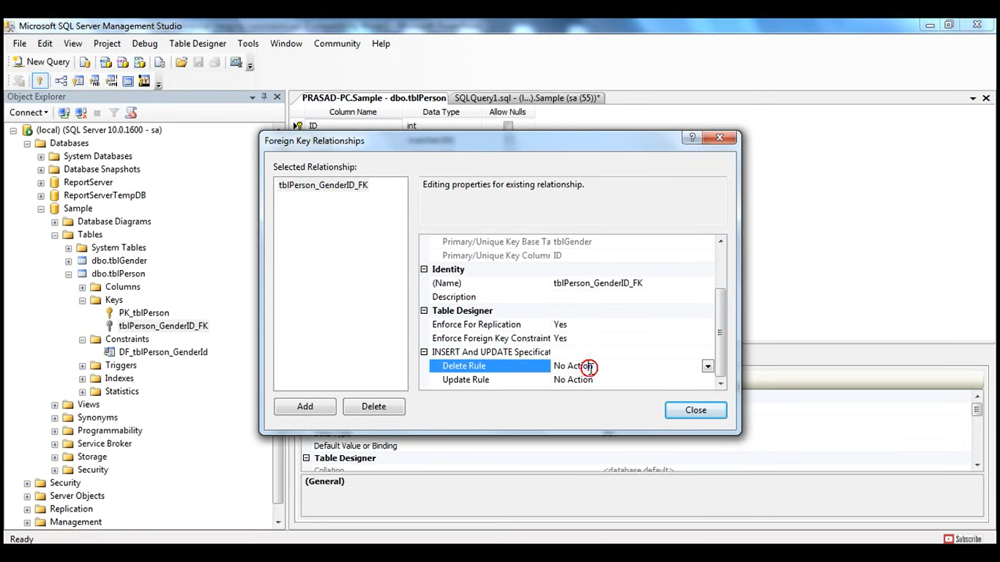 Microsoft SQL Server Management Studio
File Edit View Project Debug Table Designer Tools Window Community Help
New Query
Object Explorer
PRASAD-PC.Sample - dbo.tblPerson SQLQuery1.sql - (l...).Sample (sa (55))*
Connect
Column Name Data Type Allow Nulls
ID int
(local) (SQL Server 10.0.1600 - sa)
Databases
System Databases
Database Snapshots
ReportServer
ReportServerTempDB
Sample
Database Diagrams
Tables
System Tables
dbo.tblGender
dbo.tblPerson
Columns
Keys
PK_tblPerson
tblPerson_GenderID_FK
Constraints
DF_tblPerson_GenderId
Triggers
Indexes
Statistics
Views
Synonyms
Programmability
Service Broker
Storage
Security
Security
Server Objects
Replication
Management
Foreign Key Relationships
Selected Relationship:
tblPerson_GenderID_FK
Editing properties for existing relationship.
Primary/Unique Key Base Ta tblGender
Primary/Unique Key Column ID
Identity
(Name) tblPerson_GenderID_FK
Description
Table Designer
Enforce For Replication Yes
Enforce Foreign Key Constraint Yes
INSERT And UPDATE Specificat
Delete Rule No Action
Update Rule No Action
Add Delete Close
Default Value or Binding
Table Designer
Collation <database default>
(General)
Ready
Subscribe